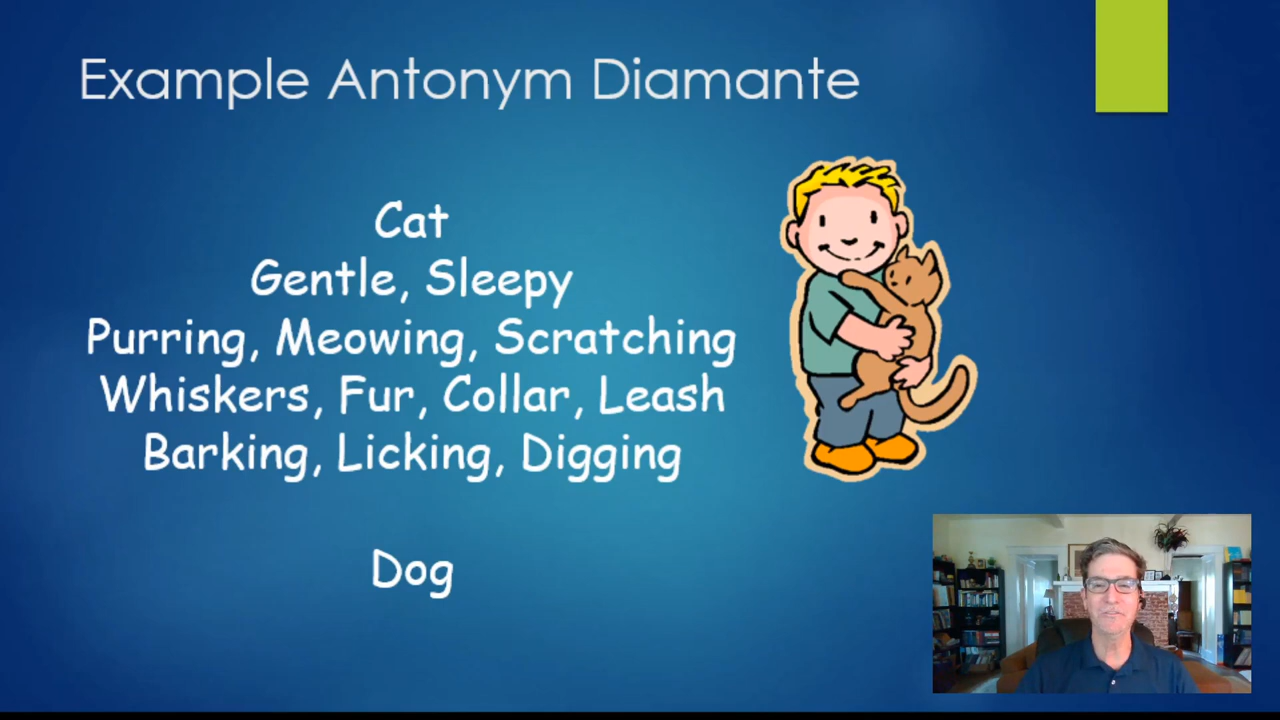 Example Antonym Diamante
Cat
Gentle, Sleepy
Purring, Meowing, Scratching
Whiskers, Fur, Collar, Leash
Barking, Licking, Digging
Dog